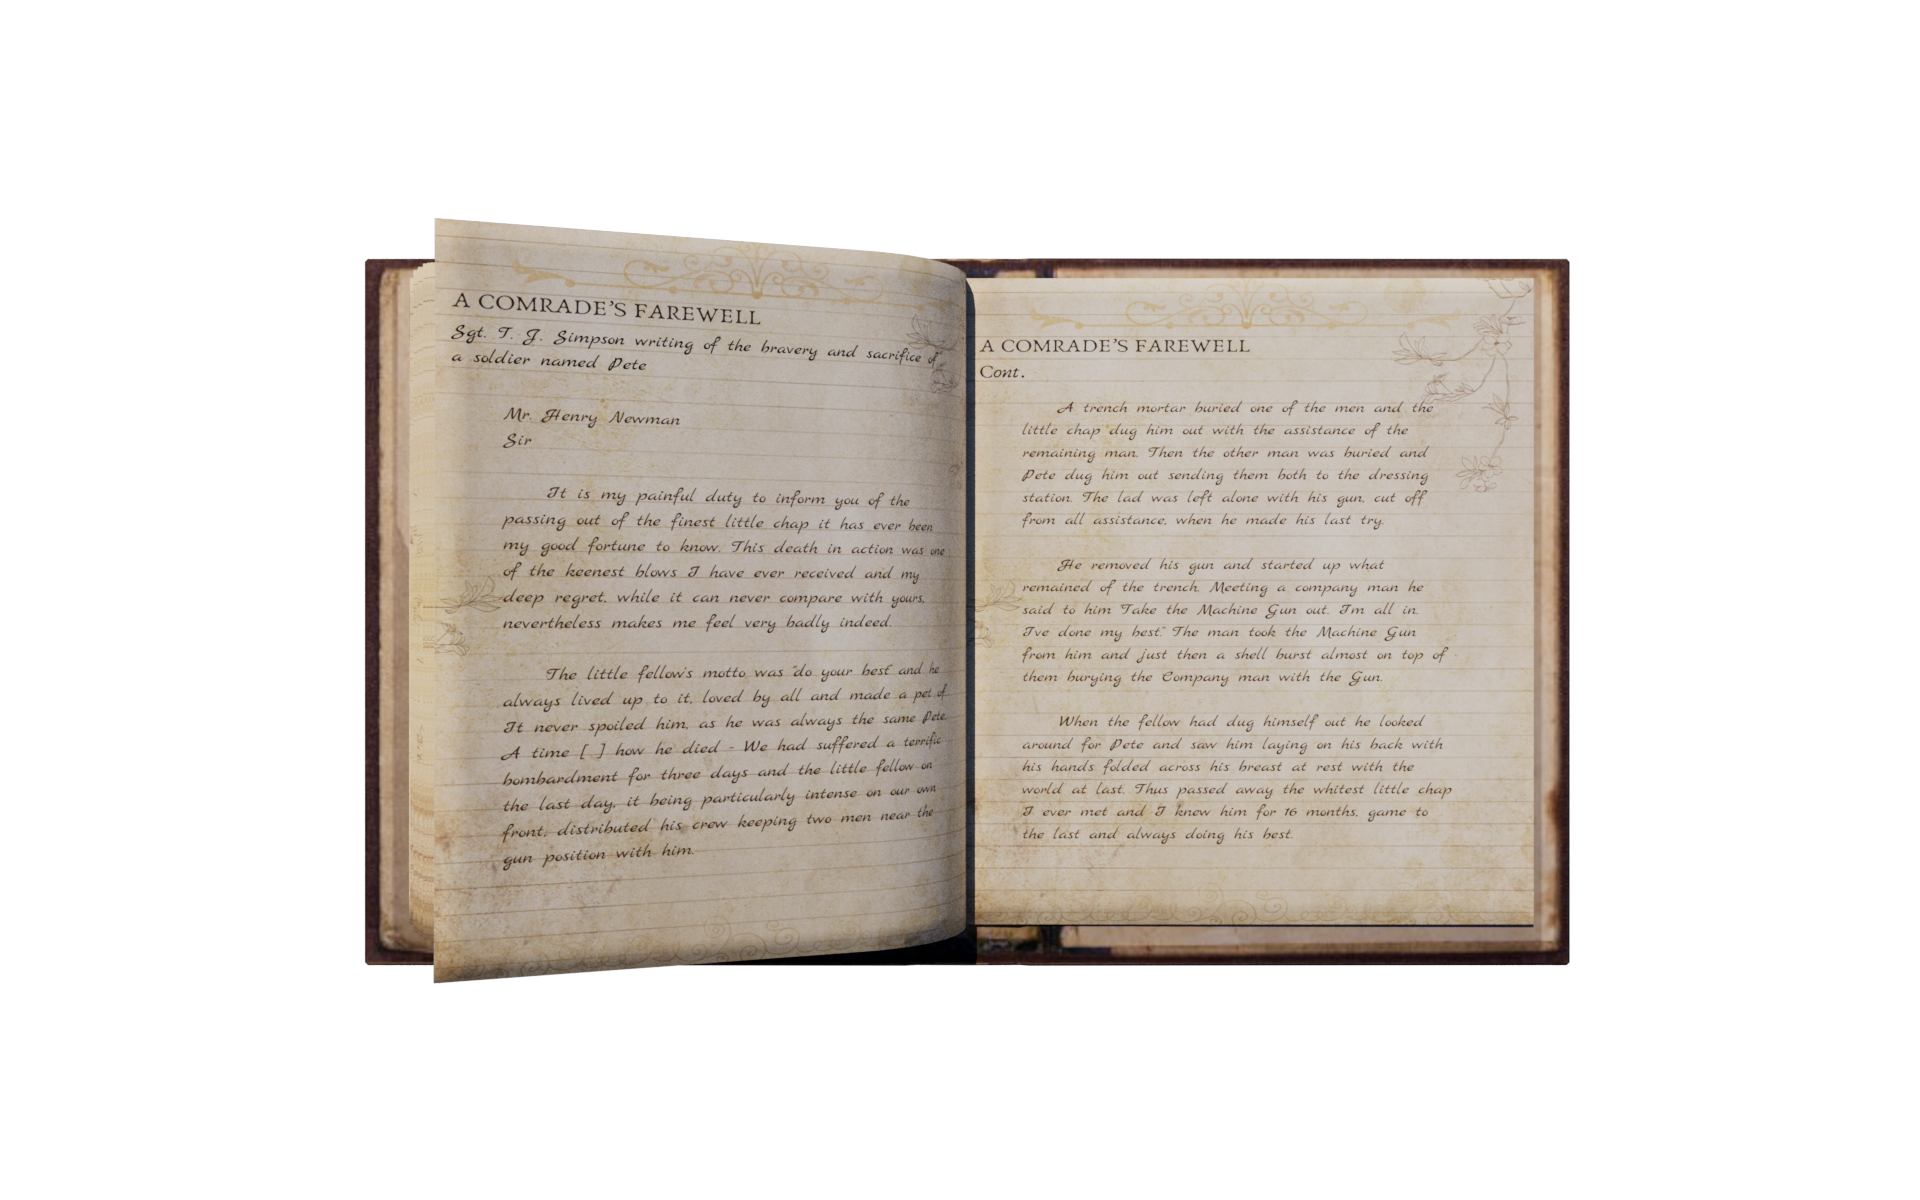 A COMRADE'S FAREWELL
Sgt. T. J. Simpson writing of the bravery and sacrifice of
a soldier named Pete
Mr. Henry Newman
Sir
It is my painful duty to inform you of the
passing out of the finest little chap it has ever been
my good fortune to know. This death in action was one
of the keenest blows I have ever received and my
deep regret, while it can never compare with yours,
nevertheless makes me feel very badly indeed.
The little fellow's motto was "do your best" and he
always lived up to it, loved by all and made a pet of.
It never spoiled him, as he was always the same Pete.
A time [ ] how he died - We had suffered a terrific
bombardment for three days and the little fellow on
the last day, it being particularly intense on our own
front, distributed his crew keeping two men near the
gun position with him.
A COMRADE'S FAREWELL
Cont.
A trench mortar buried one of the men and the
little chap dug him out with the assistance of the
remaining man. Then the other man was buried and
Pete dug him out sending them both to the dressing
station. The lad was left alone with his gun, cut off
from all assistance, when he made his last try.
He removed his gun and started up what
remained of the trench. Meeting a company man he
said to him Take the Machine Gun out. I'm all in.
I've done my best." The man took the Machine Gun
from him and just then a shell burst almost on top of
them burying the Company man with the Gun.
When the fellow had dug himself out he looked
around for Pete and saw him laying on his back with
his hands folded across his breast at rest with the
world at last. Thus passed away the whitest little chap
I ever met and I knew him for 16 months, game to
the last and always doing his best.